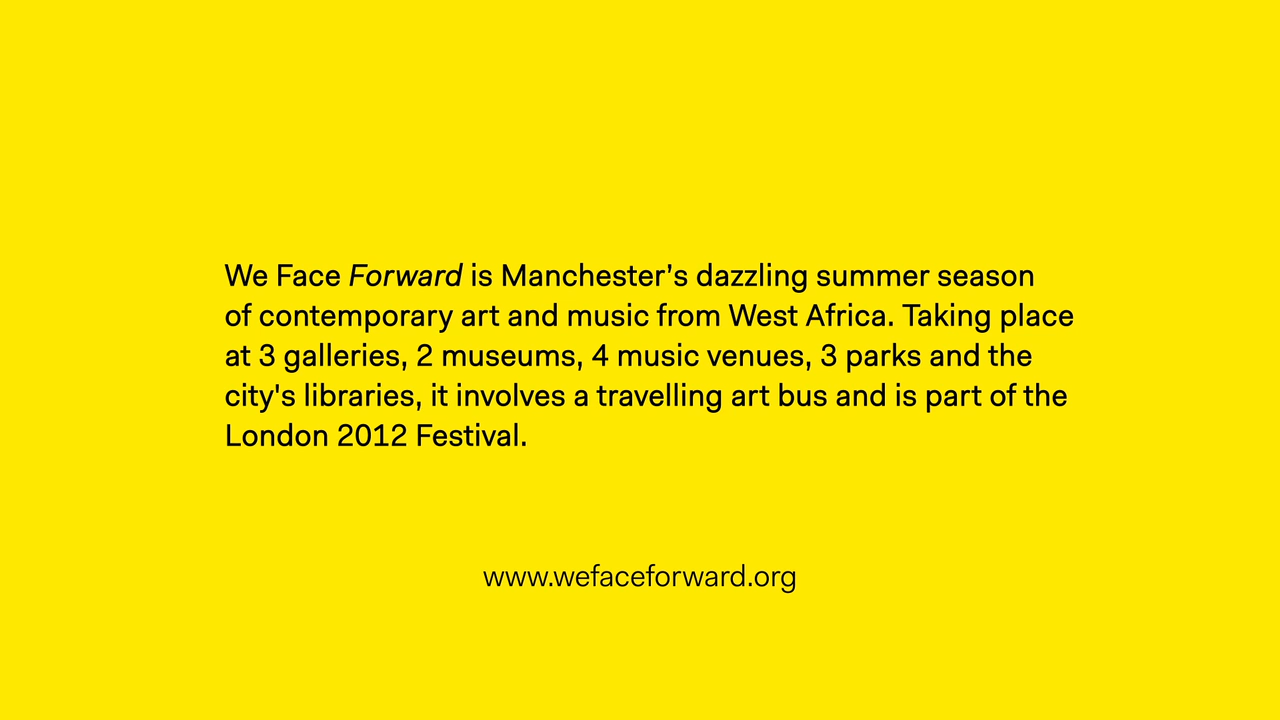 We Face Forward is Manchester’s dazzling summer season
of contemporary art and music from West Africa. Taking place
at 3 galleries, 2 museums, 4 music venues, 3 parks and the
city's libraries, it involves a travelling art bus and is part of the
London 2012 Festival.
www.wefaceforward.org